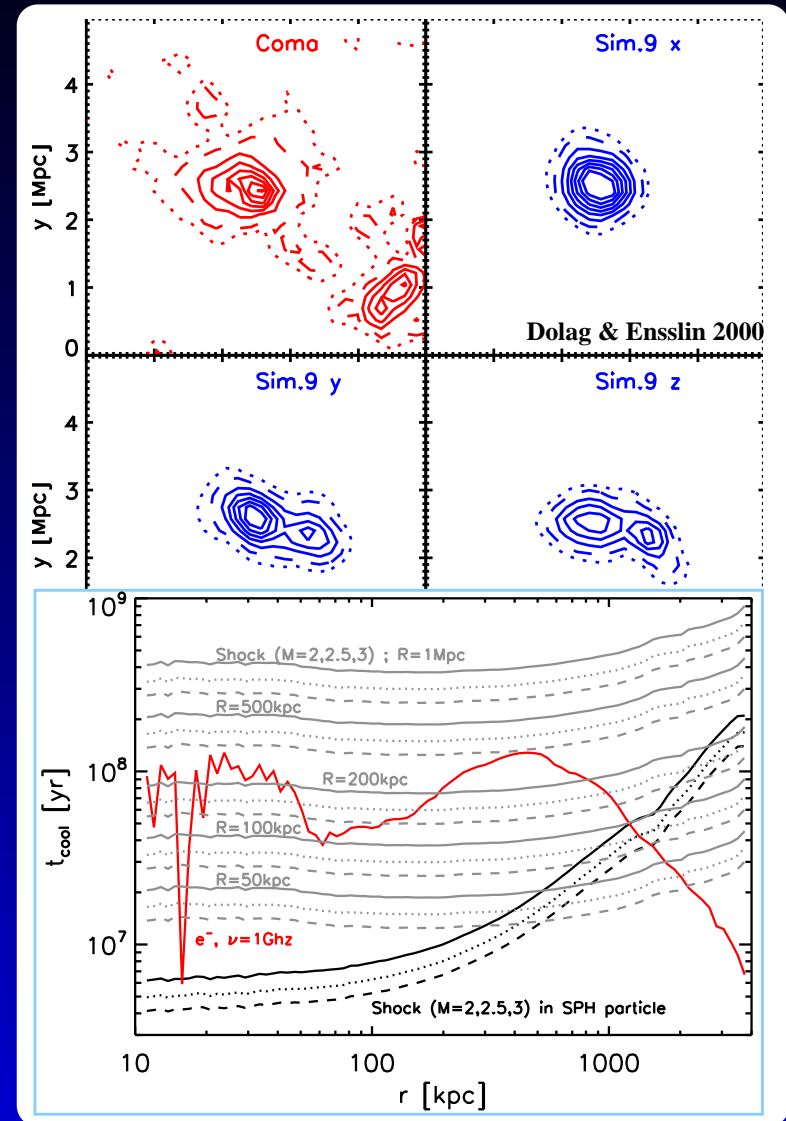 Coma
Sim.9 x
4
3
2
1
0
y [Mpc]
Dolag & Ensslin 2000
Sim.9 y
Sim.9 z
4
3
2
y [Mpc]
10⁹
10⁸
10⁷
t_cool [yr]
Shock (M=2,2.5,3) ; R=1Mpc
R=500kpc
R=200kpc
R=100kpc
R=50kpc
e⁻, ν=1Ghz
Shock (M=2,2.5,3) in SPH particle
10
100
1000
r [kpc]